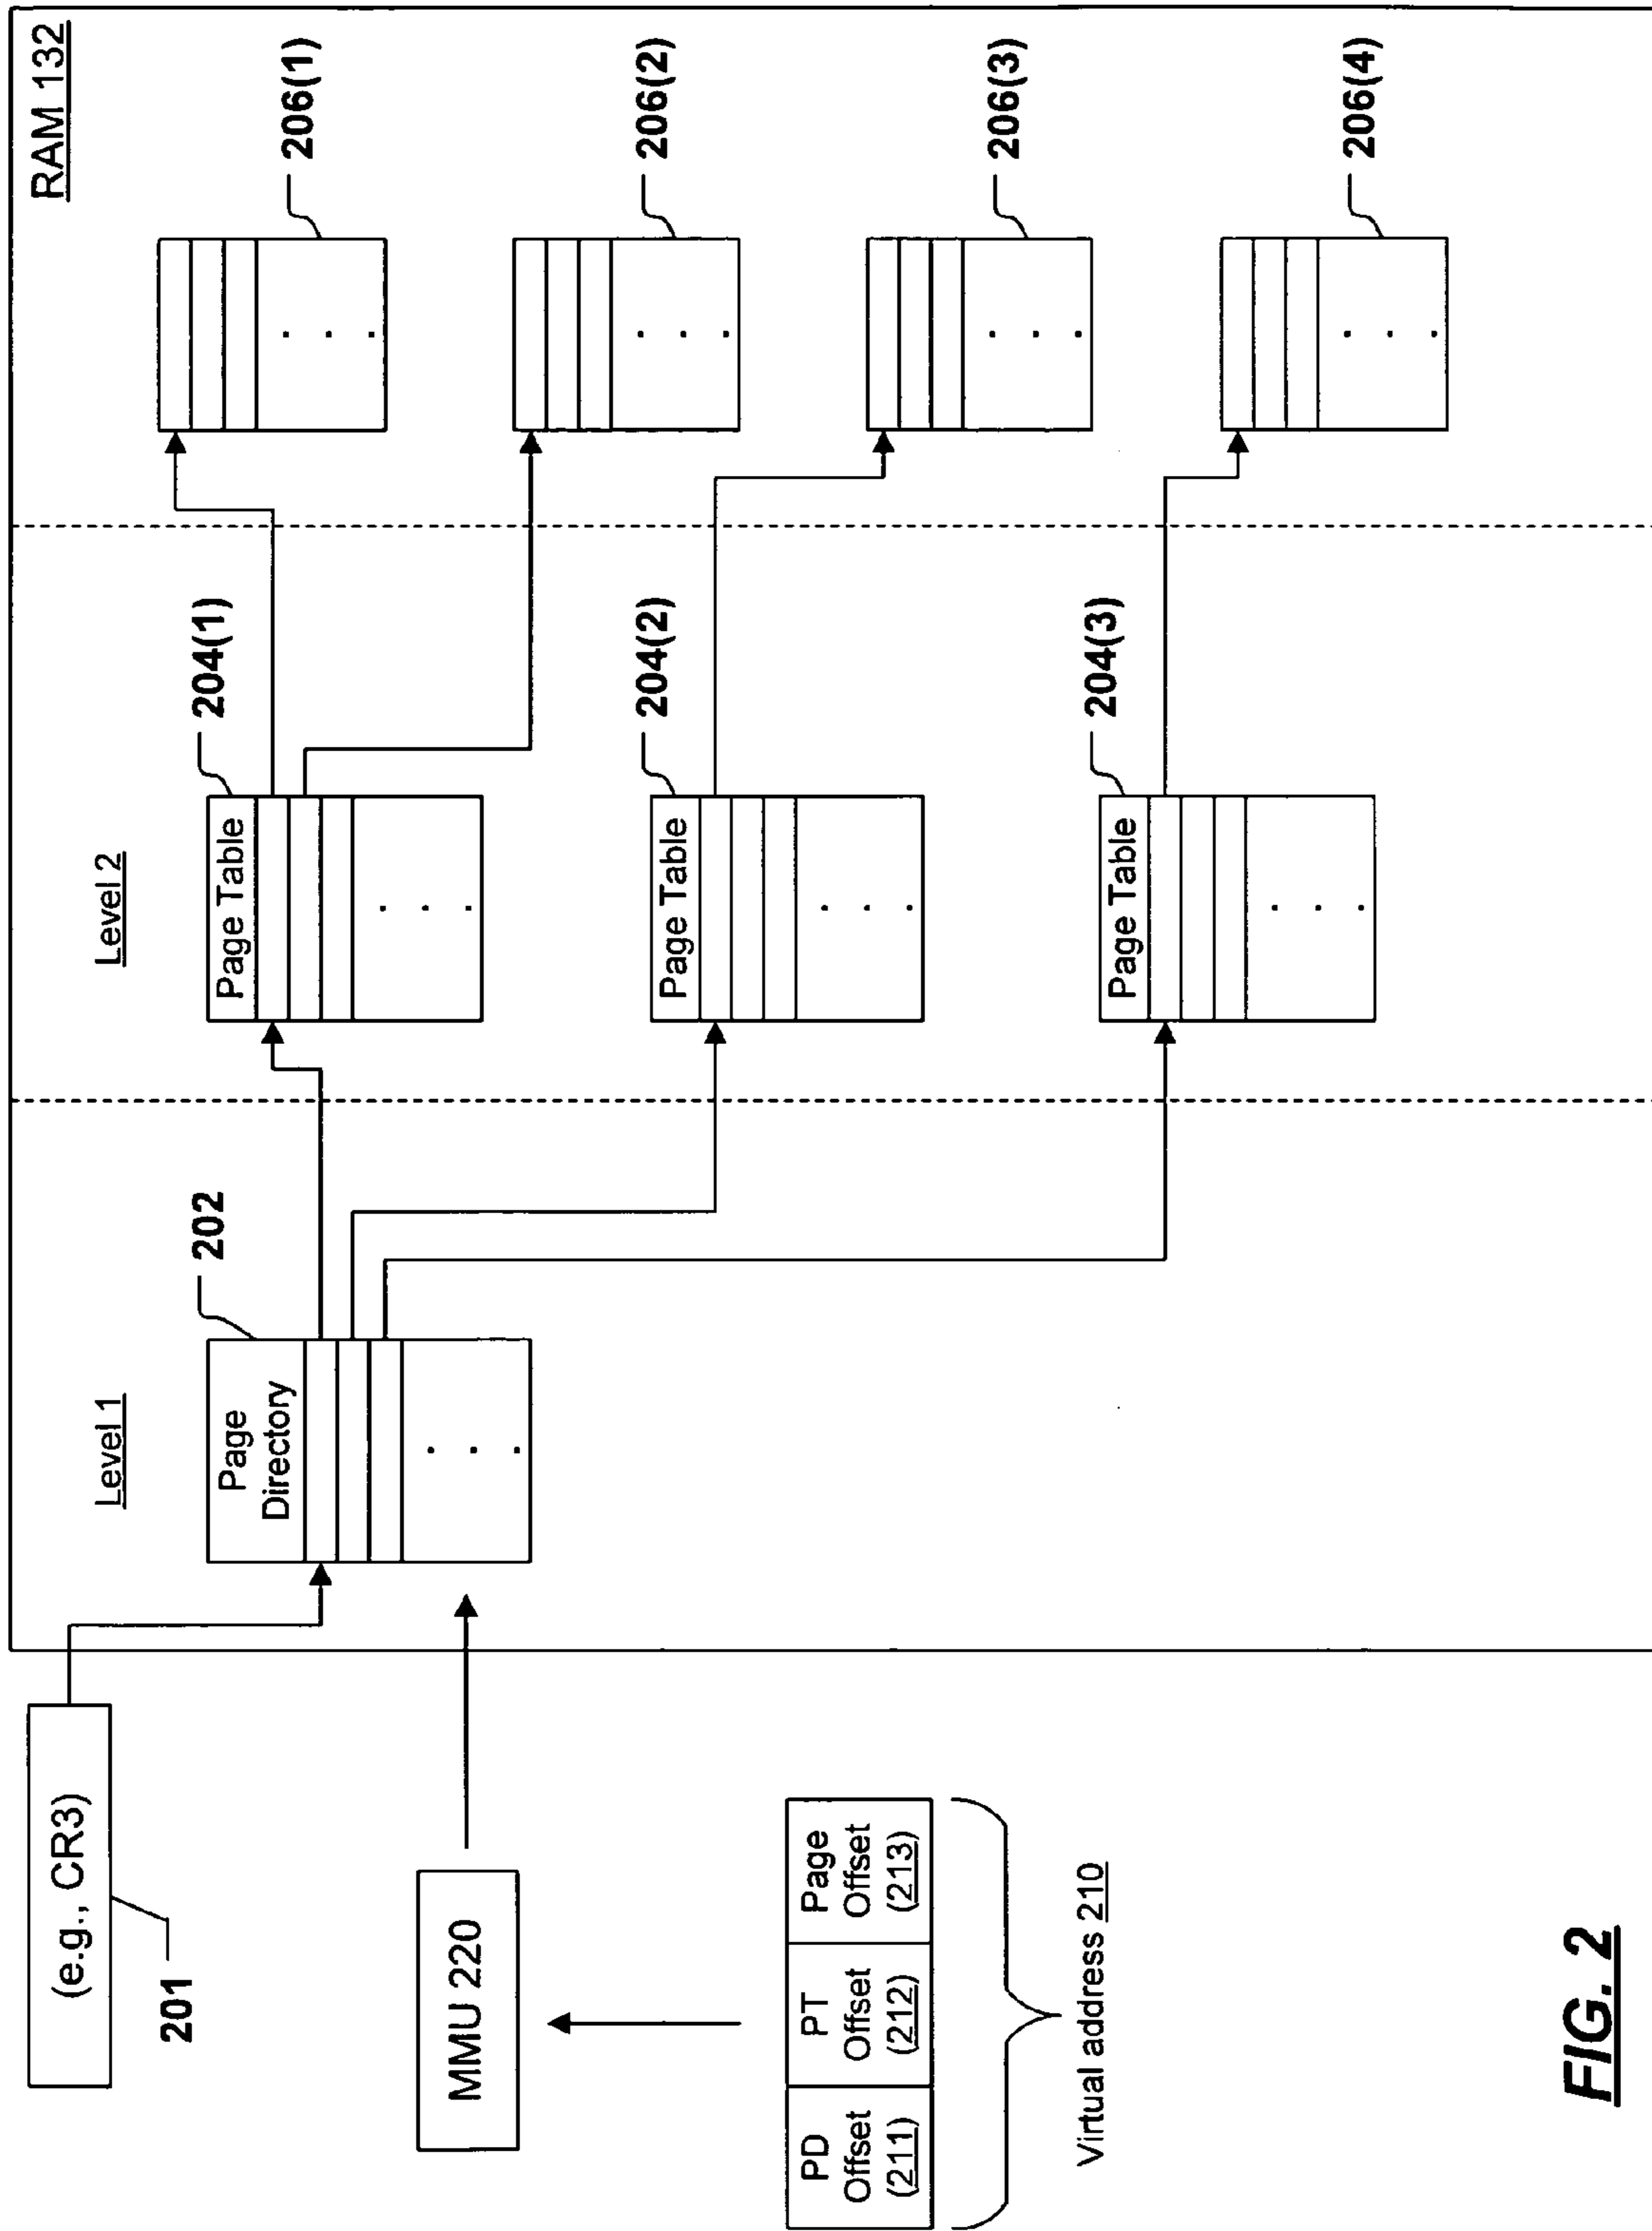 RAM 132
(e.g., CR3)
201
Level 1
Level 2
202
Page
Directory
204(1)
Page Table
204(2)
Page Table
204(3)
Page Table
206(1)
206(2)
206(3)
206(4)
MMU 220
PD
Offset
(211)
PT
Offset
(212)
Page
Offset
(213)
Virtual address 210
FIG. 2